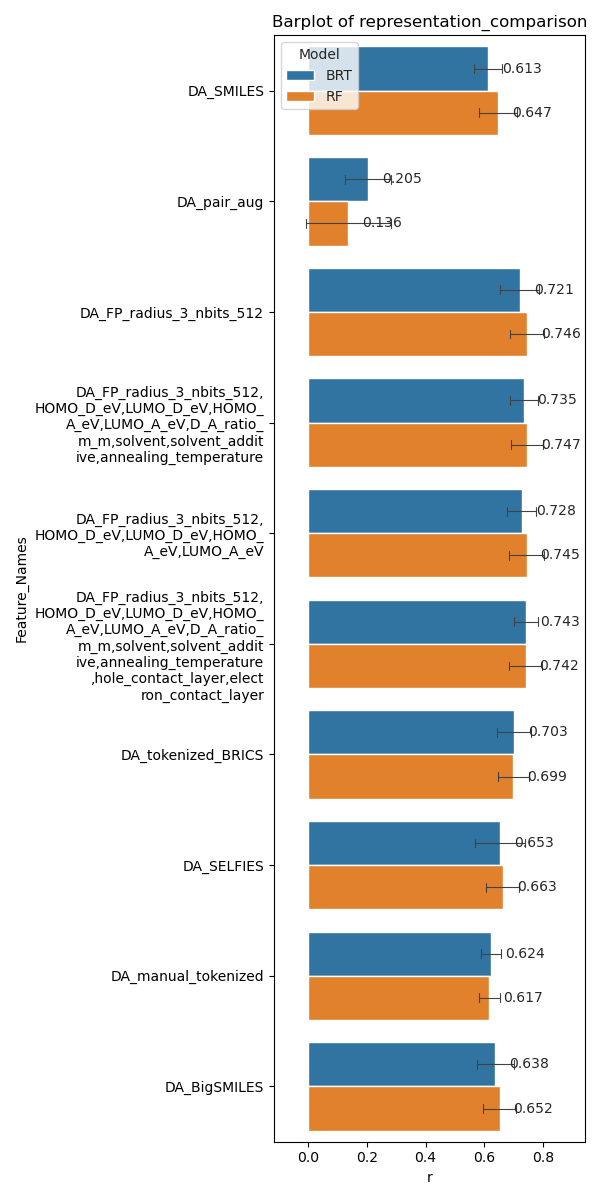 Barplot of representation_comparison
Model
BRT
RF
DA_SMILES
0.613
0.647
DA_pair_aug
0.205
0.136
DA_FP_radius_3_nbits_512
0.721
0.746
DA_FP_radius_3_nbits_512,
HOMO_D_eV,LUMO_D_eV,HOMO_
A_eV,LUMO_A_eV,D_A_ratio_
m_m,solvent,solvent_addit
ive,annealing_temperature
0.735
0.747
DA_FP_radius_3_nbits_512,
HOMO_D_eV,LUMO_D_eV,HOMO_
A_eV,LUMO_A_eV
0.728
0.745
DA_FP_radius_3_nbits_512,
HOMO_D_eV,LUMO_D_eV,HOMO_
A_eV,LUMO_A_eV,D_A_ratio_
m_m,solvent,solvent_addit
ive,annealing_temperature
,hole_contact_layer,elect
ron_contact_layer
0.743
0.742
DA_tokenized_BRICS
0.703
0.699
DA_SELFIES
0.653
0.663
DA_manual_tokenized
0.624
0.617
DA_BigSMILES
0.638
0.652
Feature_Names
0.0 0.2 0.4 0.6 0.8
r